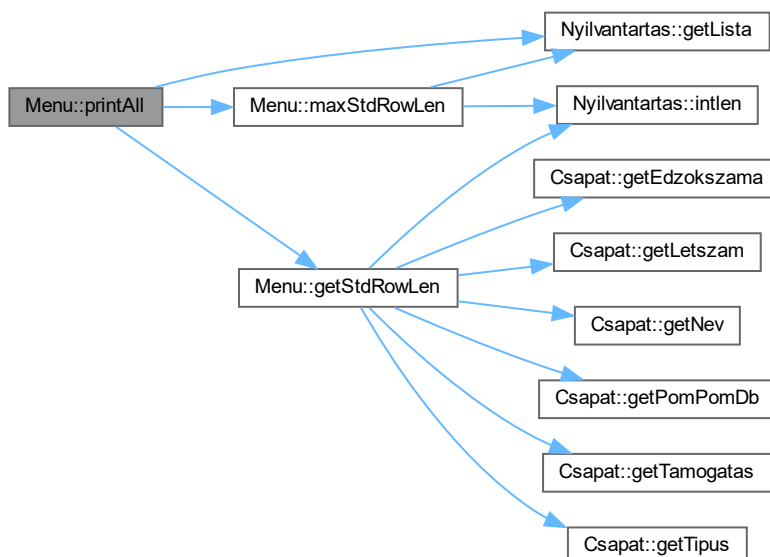 Nyilvantartas::getLista
Menu::printAll
Menu::maxStdRowLen
Nyilvantartas::intlen
Csapat::getEdzokszama
Csapat::getLetszam
Menu::getStdRowLen
Csapat::getNev
Csapat::getPomPomDb
Csapat::getTamogatas
Csapat::getTipus